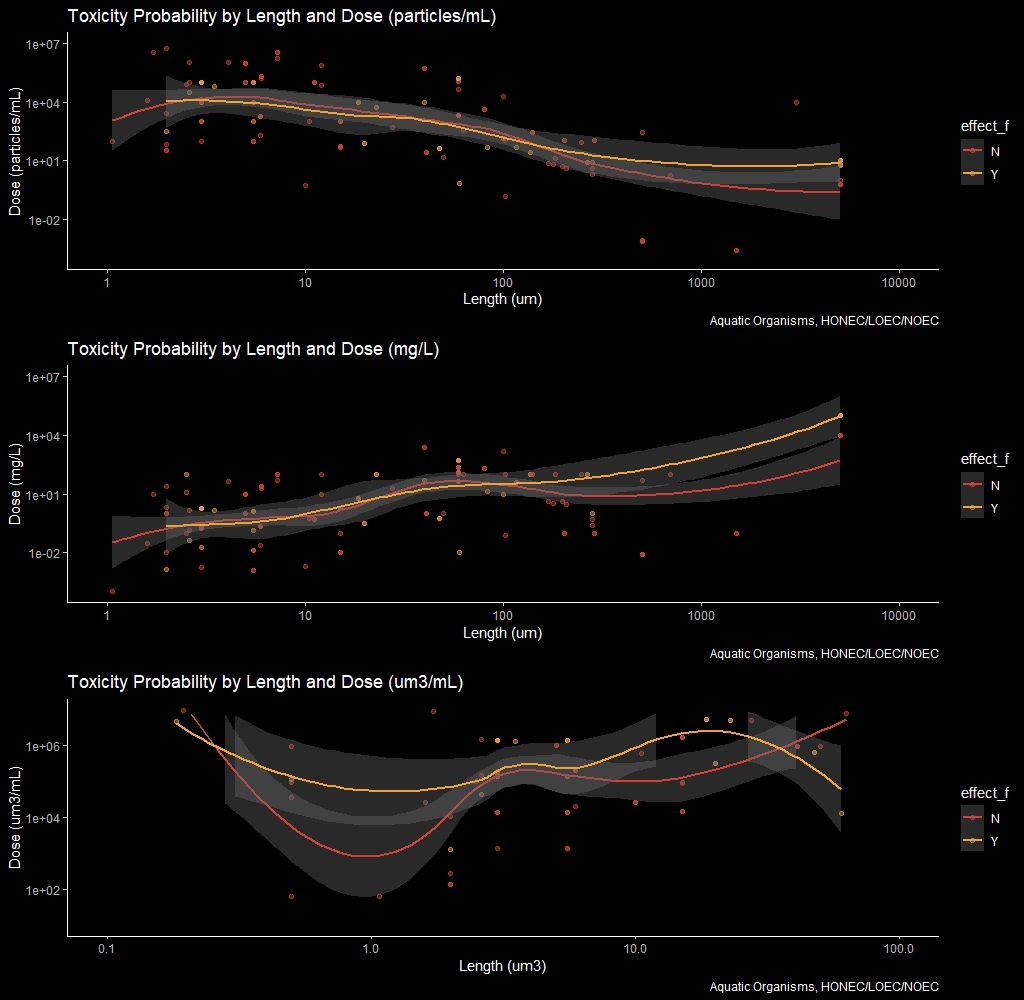 Toxicity Probability by Length and Dose (particles/mL)
1e+07
1e+04
1e+01
1e-02
Dose (particles/mL)
1
10
100
1000
10000
Length (um)
effect_f
N
Y
Aquatic Organisms, HONEC/LOEC/NOEC
Toxicity Probability by Length and Dose (mg/L)
1e+07
1e+04
1e+01
1e-02
Dose (mg/L)
1
10
100
1000
10000
Length (um)
effect_f
N
Y
Aquatic Organisms, HONEC/LOEC/NOEC
Toxicity Probability by Length and Dose (um3/mL)
1e+06
1e+04
1e+02
Dose (um3/mL)
0.1
1.0
10.0
100.0
Length (um3)
effect_f
N
Y
Aquatic Organisms, HONEC/LOEC/NOEC